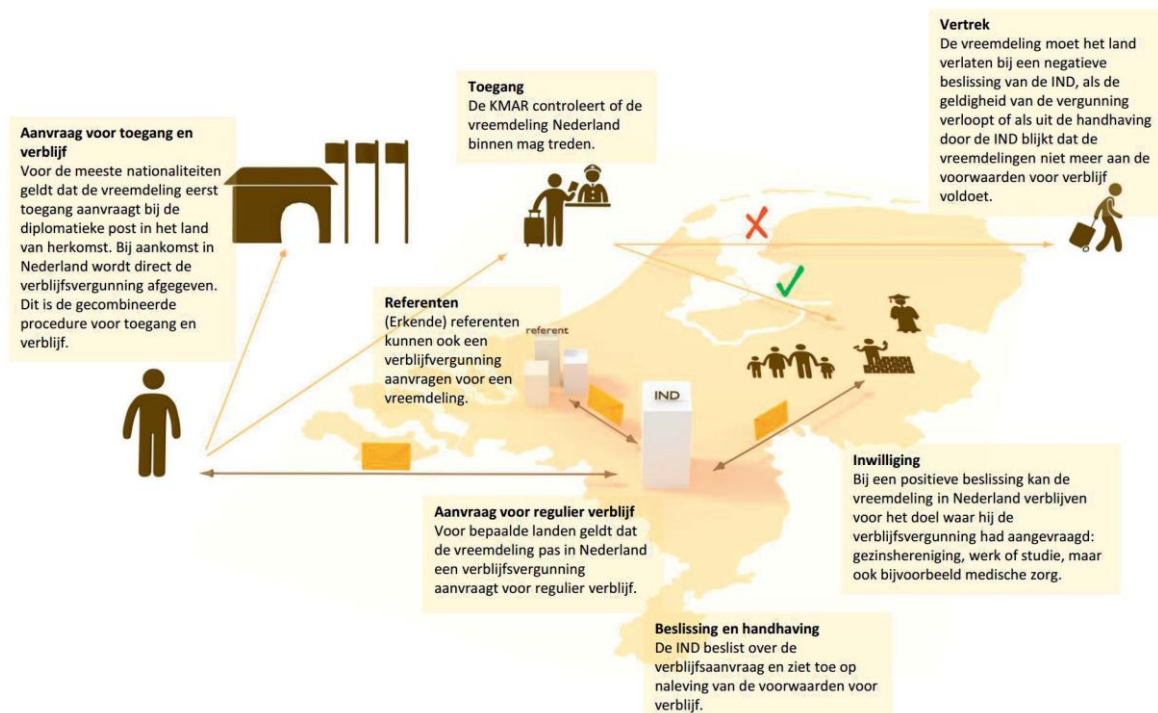 Aanvraag voor toegang en
verblijf
Voor de meeste nationaliteiten
geldt dat de vreemdeling eerst
toegang aanvraagt bij de
diplomatieke post in het land
van herkomst. Bij aankomst in
Nederland wordt direct de
verblijfsvergunning afgegeven.
Dit is de gecombineerde
procedure voor toegang en
verblijf.
Toegang
De KMAR controleert of de
vreemdeling Nederland
binnen mag treden.
Vertrek
De vreemdeling moet het land
verlaten bij een negatieve
beslissing van de IND, als de
geldigheid van de vergunning
verloopt of als uit de handhaving
door de IND blijkt dat de
vreemdelingen niet meer aan de
voorwaarden voor verblijf
voldoet.
Referenten
(Erkende) referenten
kunnen ook een
verblijfvergunning
aanvragen voor een
vreemdeling.
referent
IND
Aanvraag voor regulier verblijf
Voor bepaalde landen geldt dat
de vreemdeling pas in Nederland
een verblijfsvergunning
aanvraagt voor regulier verblijf.
Inwilliging
Bij een positieve beslissing kan de
vreemdeling in Nederland verblijven
voor het doel waar hij de
verblijfsvergunning had aangevraagd:
gezinshereniging, werk of studie, maar
ook bijvoorbeeld medische zorg.
Beslissing en handhaving
De IND beslist over de
verblijfsaanvraag en ziet toe op
naleving van de voorwaarden voor
verblijf.